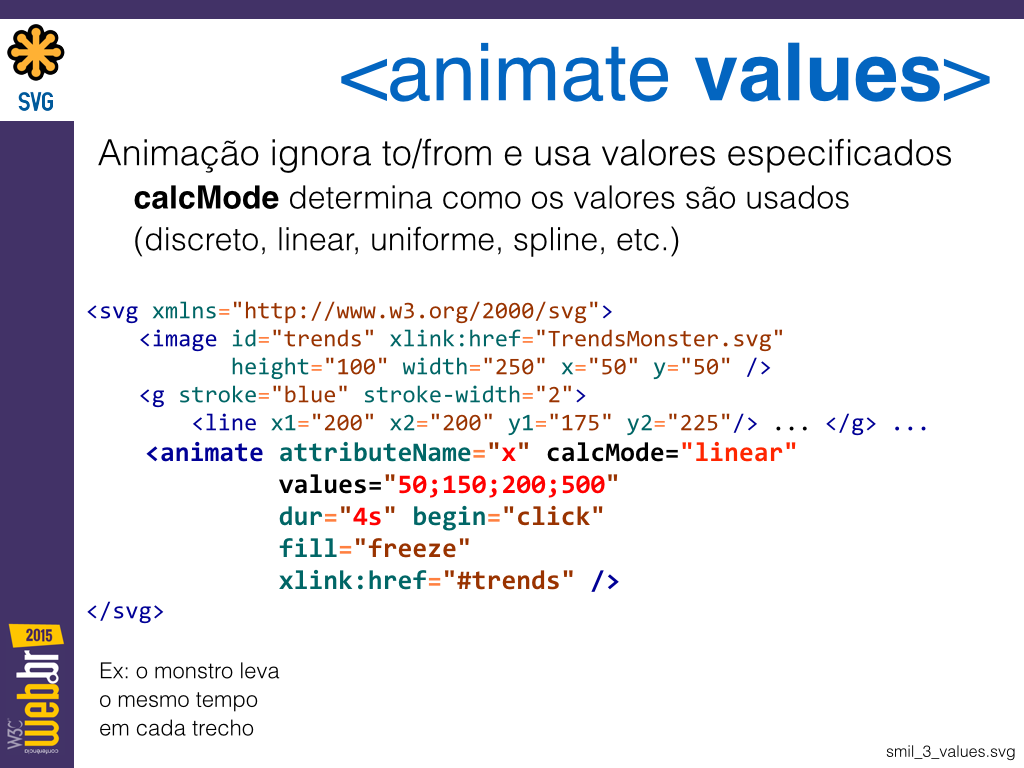 SVG
<animate values>
Animação ignora to/from e usa valores especificados
calcMode determina como os valores são usados
(discreto, linear, uniforme, spline, etc.)
<svg xmlns="http://www.w3.org/2000/svg">
<image id="trends" xlink:href="TrendsMonster.svg"
height="100" width="250" x="50" y="50" />
<g stroke="blue" stroke-width="2">
<line x1="200" x2="200" y1="175" y2="225"/> ... </g> ...
<animate attributeName="x" calcMode="linear"
values="50;150;200;500"
dur="4s" begin="click"
fill="freeze"
xlink:href="#trends" />
</svg>
Ex: o monstro leva
o mesmo tempo
em cada trecho
2015
conferência
web.br
W3C
smil_3_values.svg